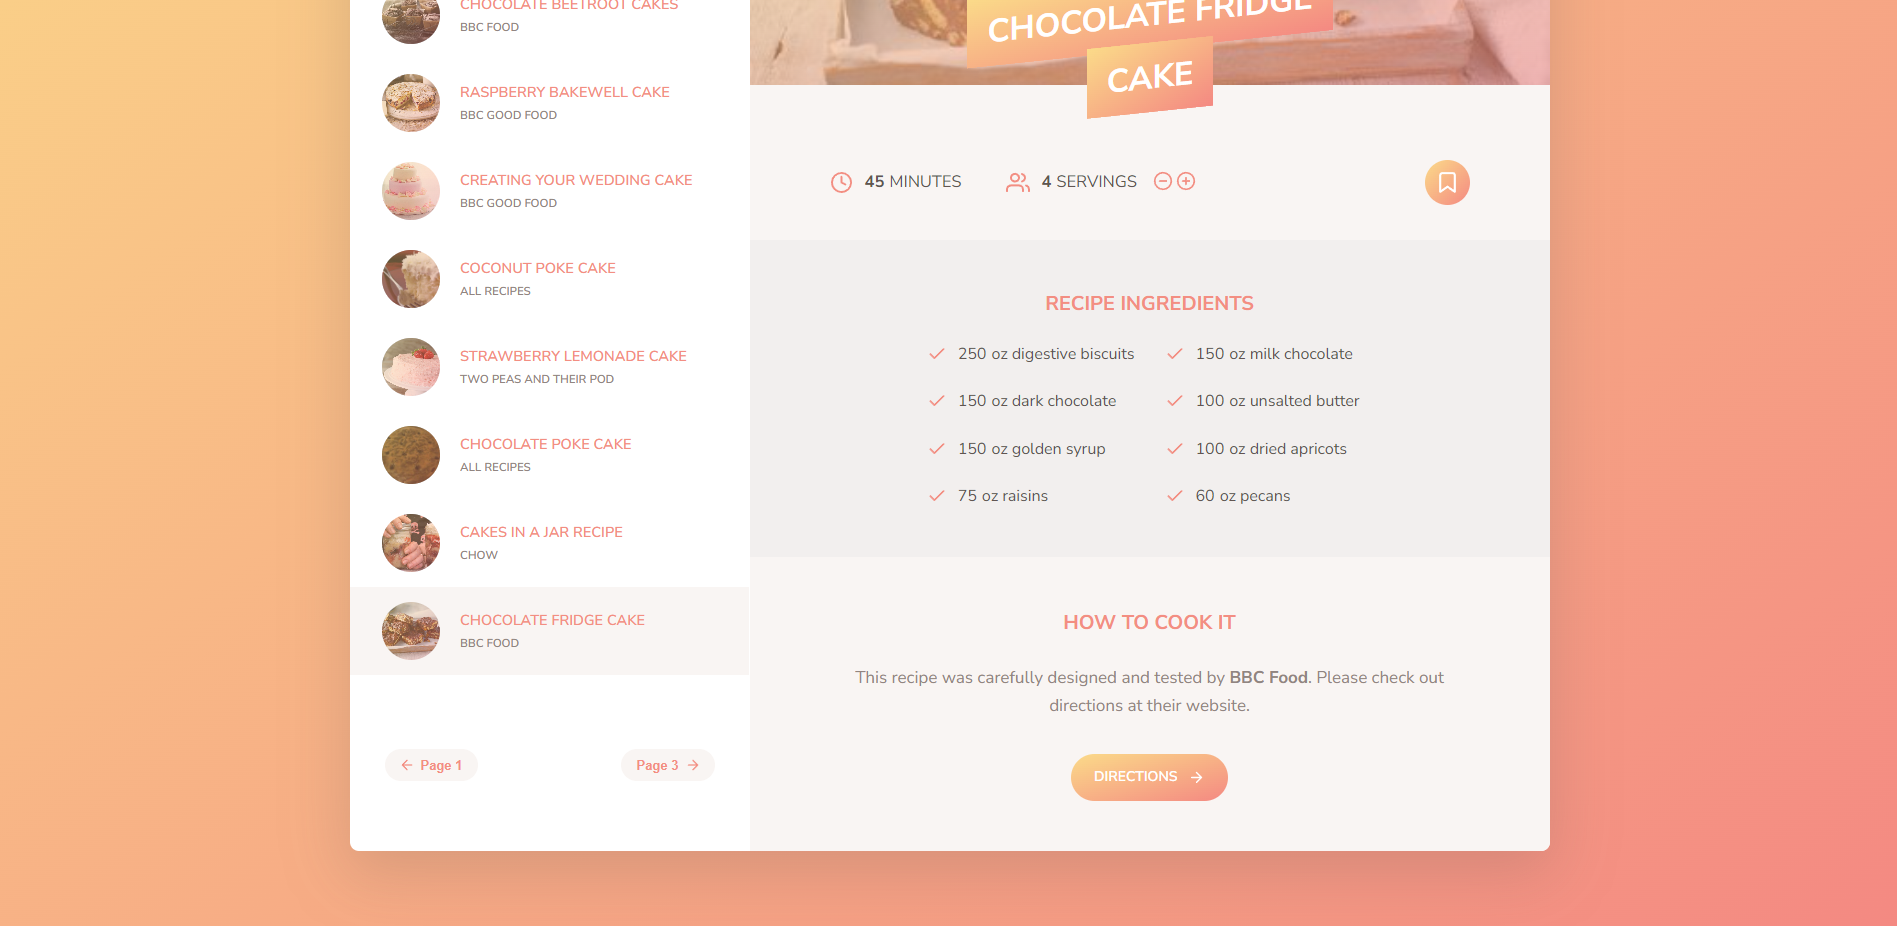 CHOCOLATE BEETROOT CAKES
BBC FOOD
RASPBERRY BAKEWELL CAKE
BBC GOOD FOOD
CREATING YOUR WEDDING CAKE
BBC GOOD FOOD
COCONUT POKE CAKE
ALL RECIPES
STRAWBERRY LEMONADE CAKE
TWO PEAS AND THEIR POD
CHOCOLATE POKE CAKE
ALL RECIPES
CAKES IN A JAR RECIPE
CHOW
CHOCOLATE FRIDGE CAKE
BBC FOOD
Page 1
Page 3
CHOCOLATE FRIDGE
CAKE
45 MINUTES
4 SERVINGS
RECIPE INGREDIENTS
250 oz digestive biscuits
150 oz milk chocolate
150 oz dark chocolate
100 oz unsalted butter
150 oz golden syrup
100 oz dried apricots
75 oz raisins
60 oz pecans
HOW TO COOK IT
This recipe was carefully designed and tested by BBC Food. Please check out
directions at their website.
DIRECTIONS